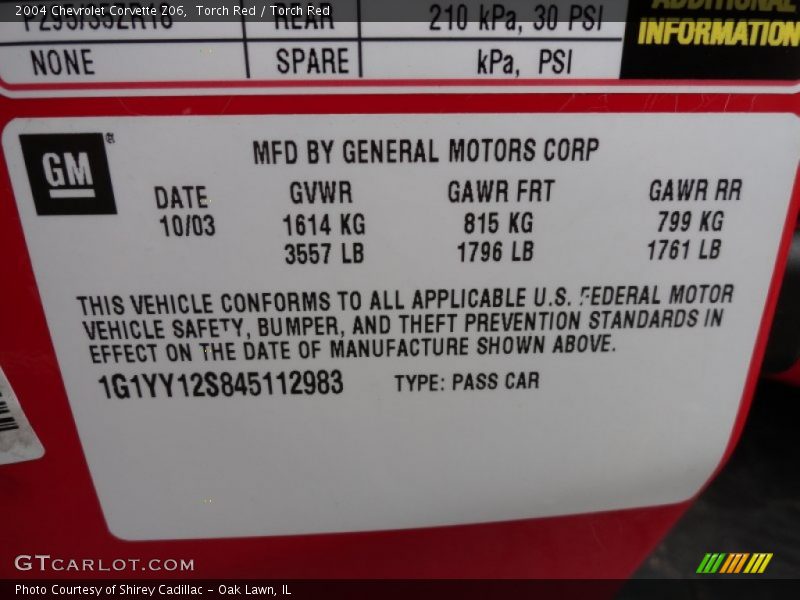 2004 Chevrolet Corvette Z06,  Torch Red / Torch Red
REAR 210 kPa, 30 PSI
ADDITIONAL
NONE SPARE kPa, PSI
INFORMATION
GM
MFD BY GENERAL MOTORS CORP
DATE GVWR GAWR FRT GAWR RR
10/03 1614 KG 815 KG 799 KG
3557 LB 1796 LB 1761 LB
THIS VEHICLE CONFORMS TO ALL APPLICABLE U.S. FEDERAL MOTOR
VEHICLE SAFETY, BUMPER, AND THEFT PREVENTION STANDARDS IN
EFFECT ON THE DATE OF MANUFACTURE SHOWN ABOVE.
1G1YY12S845112983 TYPE: PASS CAR
GTCARLOT.COM
Photo Courtesy of Shirey Cadillac - Oak Lawn, IL